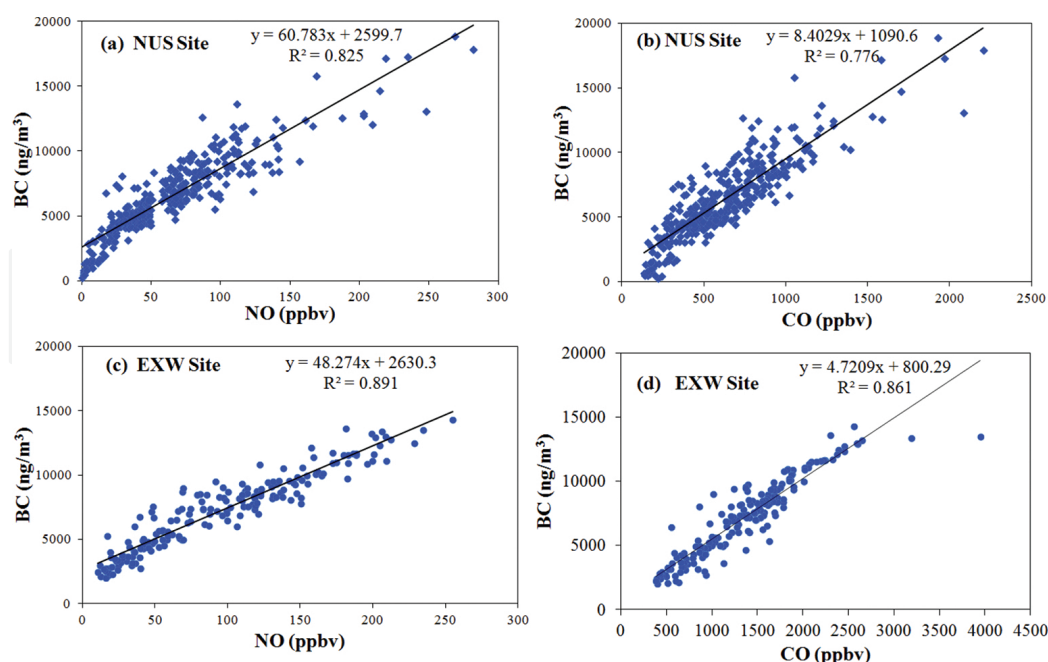 (a) NUS Site
y = 60.783x + 2599.7
R² = 0.825
BC (ng/m³)
20000
15000
10000
5000
0
0 50 100 150 200 250 300
NO (ppbv)
(b) NUS Site
y = 8.4029x + 1090.6
R² = 0.776
BC (ng/m³)
20000
15000
10000
5000
0
0 500 1000 1500 2000 2500
CO (ppbv)
(c) EXW Site
y = 48.274x + 2630.3
R² = 0.891
BC (ng/m³)
20000
15000
10000
5000
0
0 50 100 150 200 250 300
NO (ppbv)
(d) EXW Site
y = 4.7209x + 800.29
R² = 0.861
BC (ng/m³)
20000
15000
10000
5000
0
0 500 1000 1500 2000 2500 3000 3500 4000 4500
CO (ppbv)